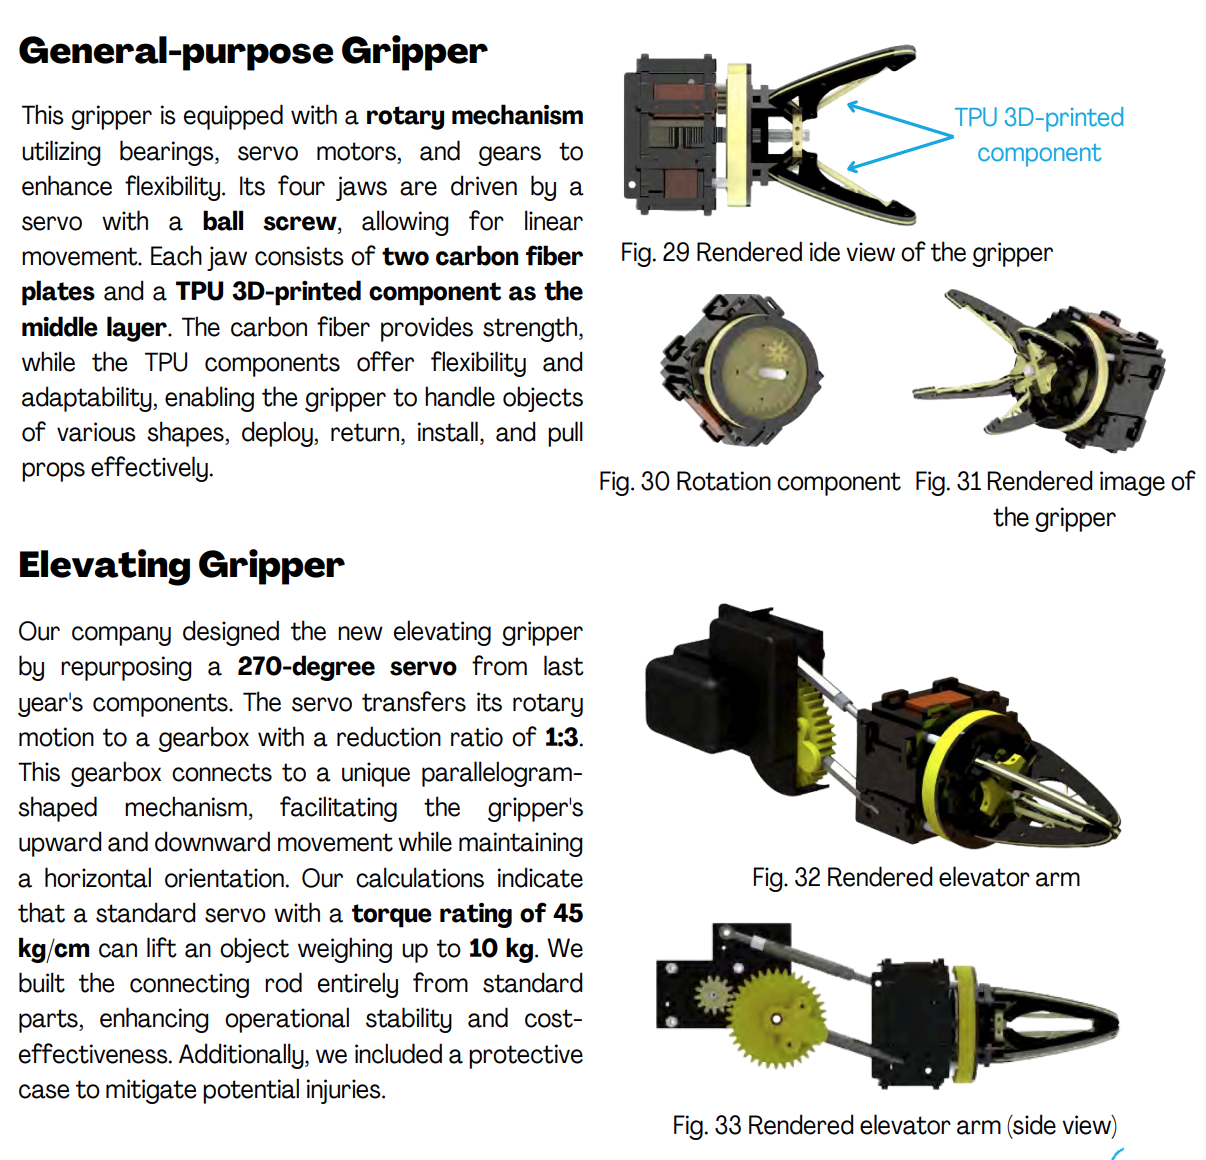 General-purpose Gripper
This gripper is equipped with a rotary mechanism
utilizing bearings, servo motors, and gears to
enhance flexibility. Its four jaws are driven by a
servo with a ball screw, allowing for linear
movement. Each jaw consists of two carbon fiber
plates and a TPU 3D-printed component as the
middle layer. The carbon fiber provides strength,
while the TPU components offer flexibility and
adaptability, enabling the gripper to handle objects
of various shapes, deploy, return, install, and pull
props effectively.
TPU 3D-printed
component
Fig. 29 Rendered ide view of the gripper
Fig. 30 Rotation component
Fig. 31 Rendered image of
the gripper
Elevating Gripper
Our company designed the new elevating gripper
by repurposing a 270-degree servo from last
year's components. The servo transfers its rotary
motion to a gearbox with a reduction ratio of 1:3.
This gearbox connects to a unique parallelogram-
shaped mechanism, facilitating the gripper's
upward and downward movement while maintaining
a horizontal orientation. Our calculations indicate
that a standard servo with a torque rating of 45
kg/cm can lift an object weighing up to 10 kg. We
built the connecting rod entirely from standard
parts, enhancing operational stability and cost-
effectiveness. Additionally, we included a protective
case to mitigate potential injuries.
Fig. 32 Rendered elevator arm
Fig. 33 Rendered elevator arm (side view)